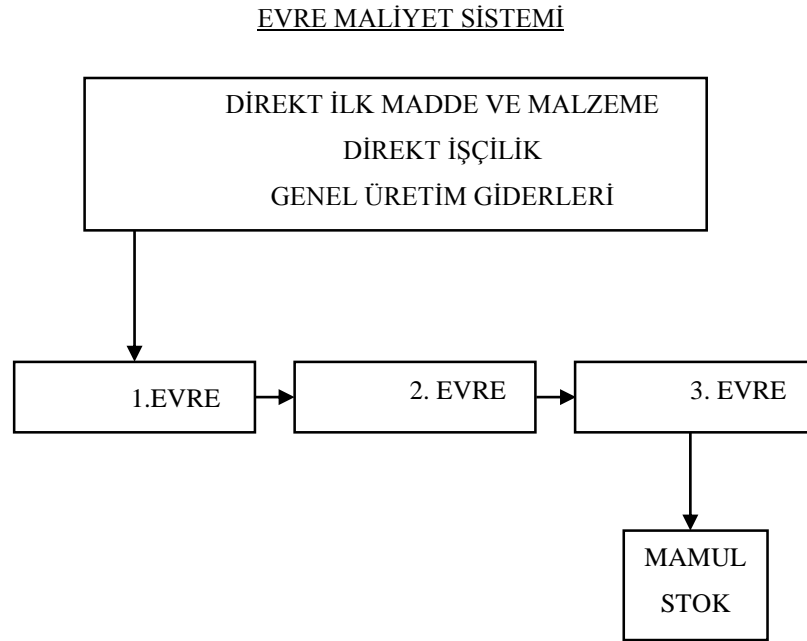 EVRE MALİYET SİSTEMİ
DİREKT İLK MADDE VE MALZEME
DİREKT İŞÇİLİK
GENEL ÜRETİM GİDERLERİ
1.EVRE
2. EVRE
3. EVRE
MAMUL
STOK